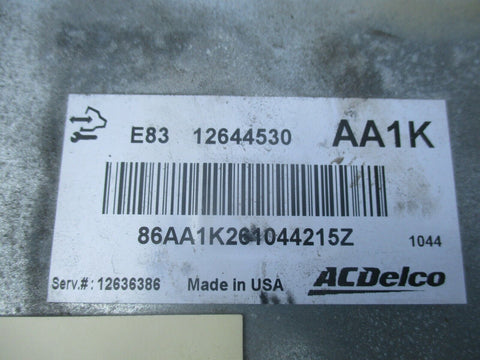 E83 12644530 AA1K
86AA1K261044215Z 1044
Serv.#: 12636386 Made in USA ACDelco